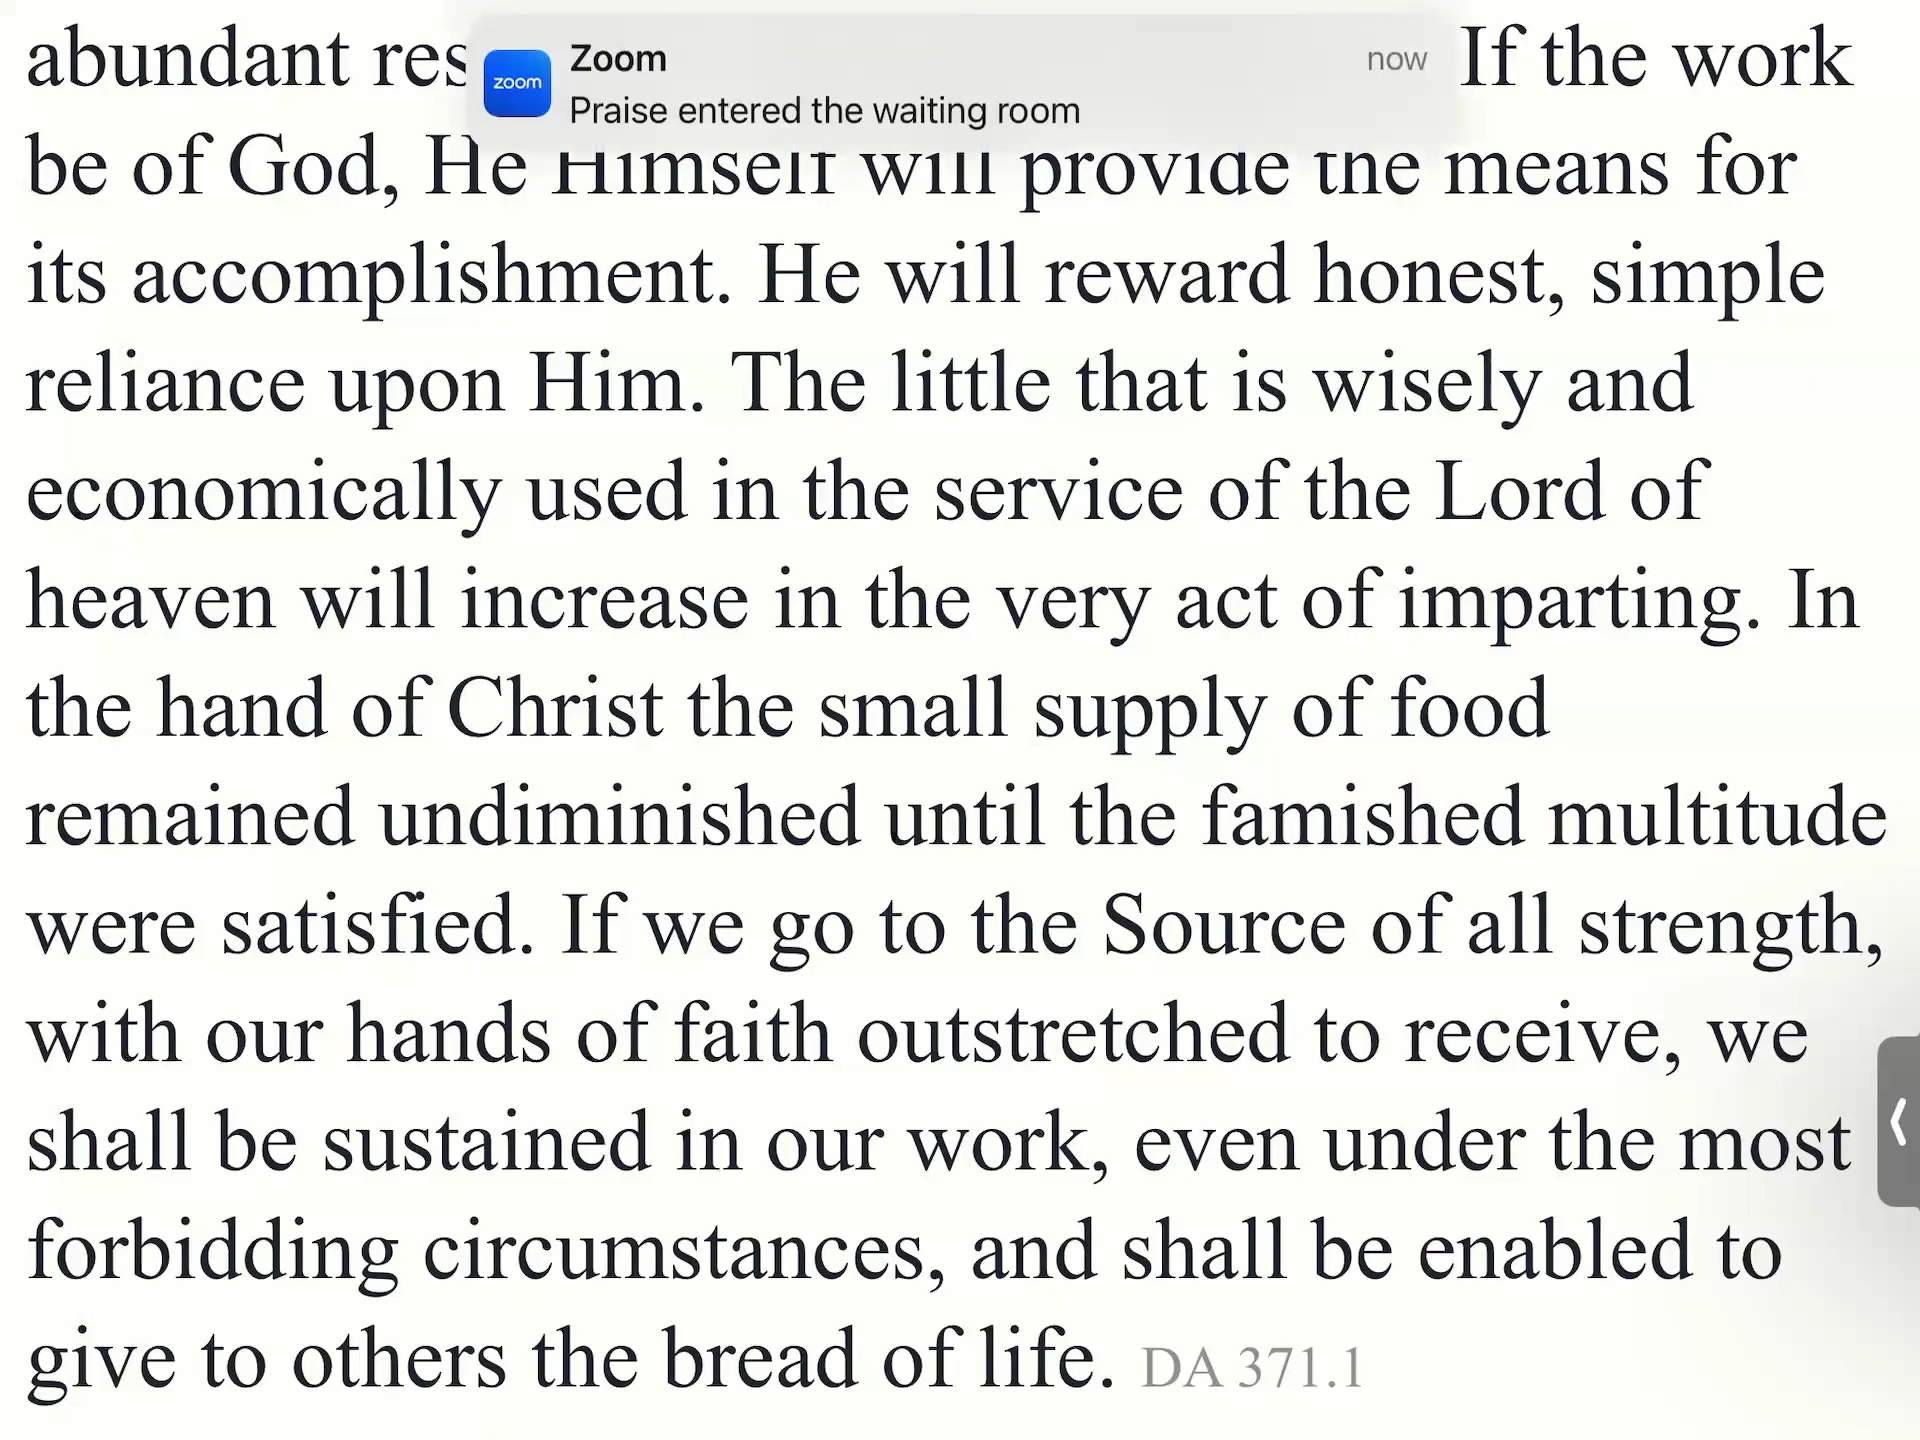 abundant res
Zoom
now
zoom
Praise entered the waiting room
If the work
be of God, He Himself will provide the means for
its accomplishment. He will reward honest, simple
reliance upon Him. The little that is wisely and
economically used in the service of the Lord of
heaven will increase in the very act of imparting. In
the hand of Christ the small supply of food
remained undiminished until the famished multitude
were satisfied. If we go to the Source of all strength,
with our hands of faith outstretched to receive, we
shall be sustained in our work, even under the most
forbidding circumstances, and shall be enabled to
give to others the bread of life. DA 371.1